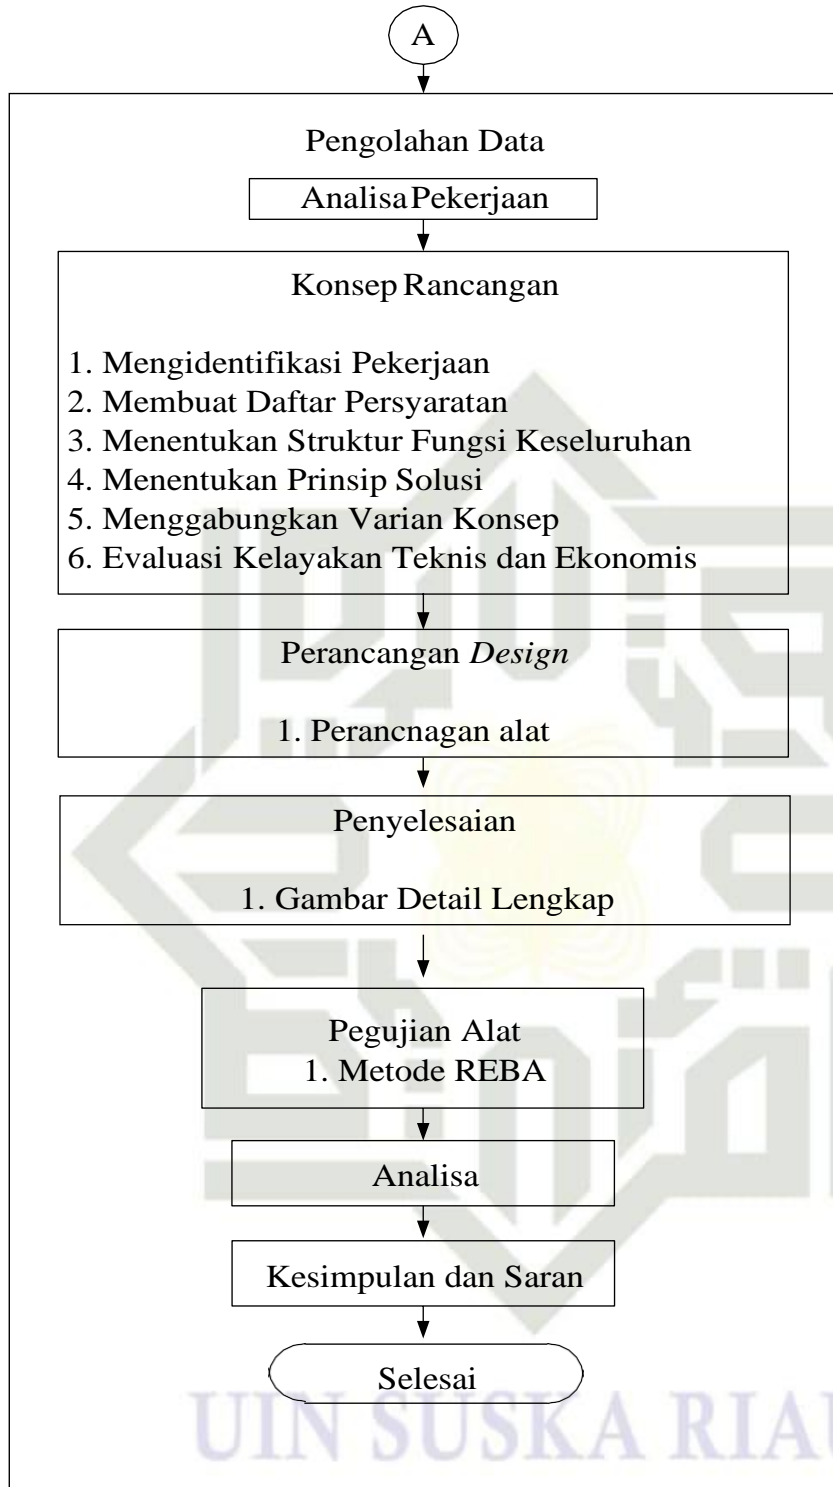 A
Pengolahan Data
Analisa Pekerjaan
Konsep Rancangan
1. Mengidentifikasi Pekerjaan
2. Membuat Daftar Persyaratan
3. Menentukan Struktur Fungsi Keseluruhan
4. Menentukan Prinsip Solusi
5. Menggabungkan Varian Konsep
6. Evaluasi Kelayakan Teknis dan Ekonomis
Perancangan Design
1. Perancnagan alat
Penyelesaian
1. Gambar Detail Lengkap
Pegujian Alat
1. Metode REBA
Analisa
Kesimpulan dan Saran
Selesai
UIN SUSKA RIAU